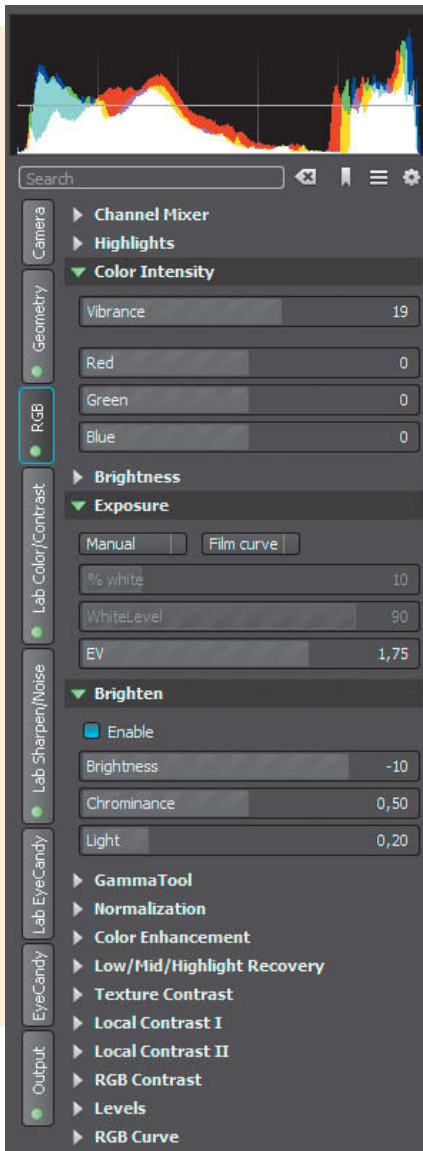 Search
Camera
Geometry
RGB
Lab Color/Contrast
Lab Sharpen/Noise
Lab EyeCandy
EyeCandy
Output
Channel Mixer
Highlights
Color Intensity
Vibrance 19
Red 0
Green 0
Blue 0
Brightness
Exposure
Manual Film curve
% white 10
WhiteLevel 90
EV 1,75
Brighten
Enable
Brightness -10
Chrominance 0,50
Light 0,20
GammaTool
Normalization
Color Enhancement
Low/Mid/Highlight Recovery
Texture Contrast
Local Contrast I
Local Contrast II
RGB Contrast
Levels
RGB Curve